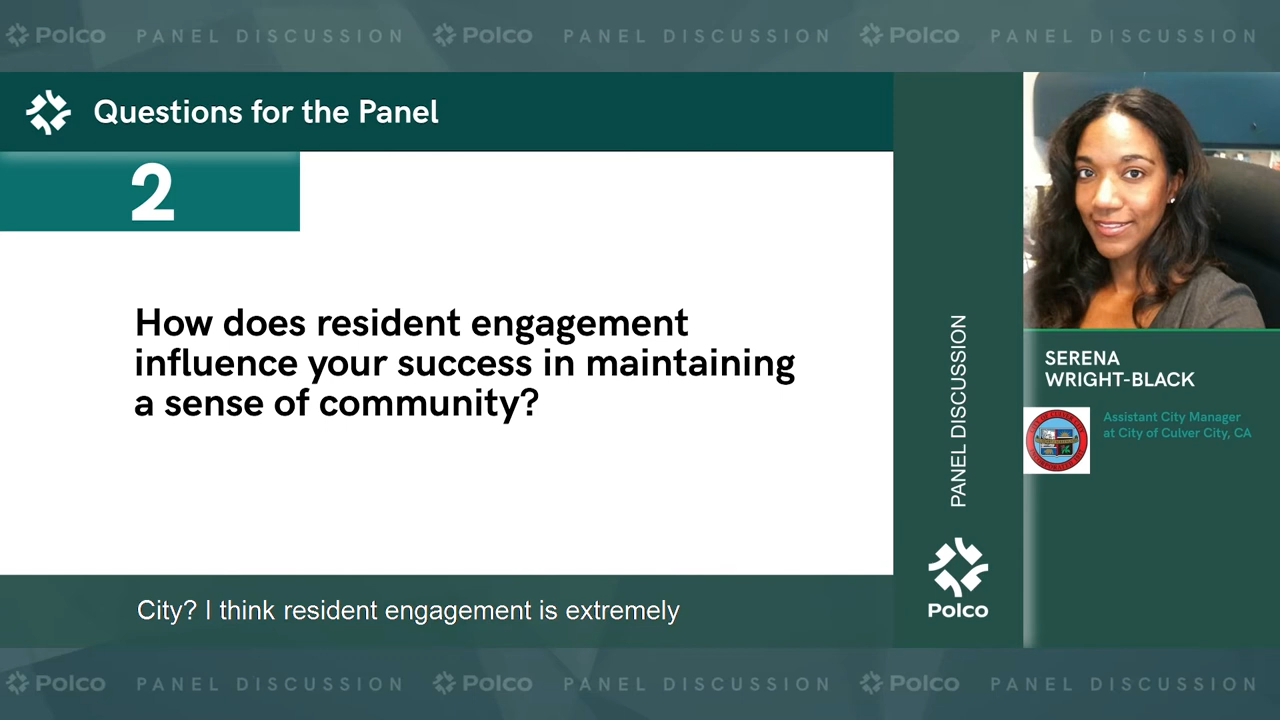 Polco PANEL DISCUSSION Polco PANEL DISCUSSION Polco PANEL DISCUSSION
Questions for the Panel
2
How does resident engagement
influence your success in maintaining
a sense of community?
City? I think resident engagement is extremely
PANEL DISCUSSION
Polco
SERENA
WRIGHT-BLACK
Assistant City Manager
at City of Culver City, CA
Polco PANEL DISCUSSION Polco PANEL DISCUSSION Polco PANEL DISCUSSION